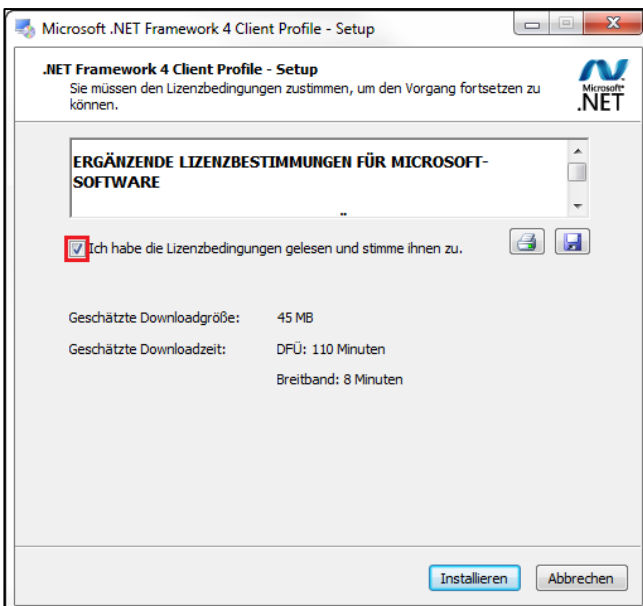 Microsoft .NET Framework 4 Client Profile - Setup
.NET Framework 4 Client Profile - Setup
Sie müssen den Lizenzbedingungen zustimmen, um den Vorgang fortsetzen zu
können.
Microsoft
.NET
ERGÄNZENDE LIZENZBESTIMMUNGEN FÜR MICROSOFT-
SOFTWARE
Ich habe die Lizenzbedingungen gelesen und stimme ihnen zu.
Geschätzte Downloadgröße: 45 MB
Geschätzte Downloadzeit: DFÜ: 110 Minuten
Breitband: 8 Minuten
Installieren Abbrechen